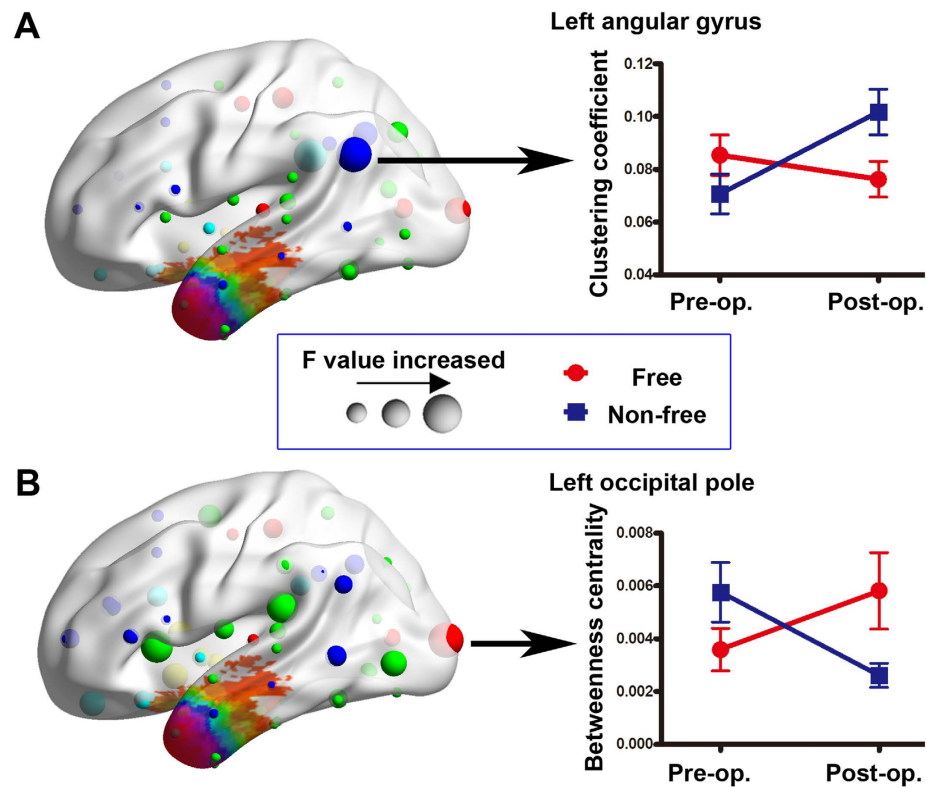 A
Left angular gyrus
Clustering coefficient
0.12
0.10
0.08
0.06
0.04
Pre-op. Post-op.
F value increased
Free
Non-free
B
Left occipital pole
Betweenness centrality
0.008
0.006
0.004
0.002
0.000
Pre-op. Post-op.